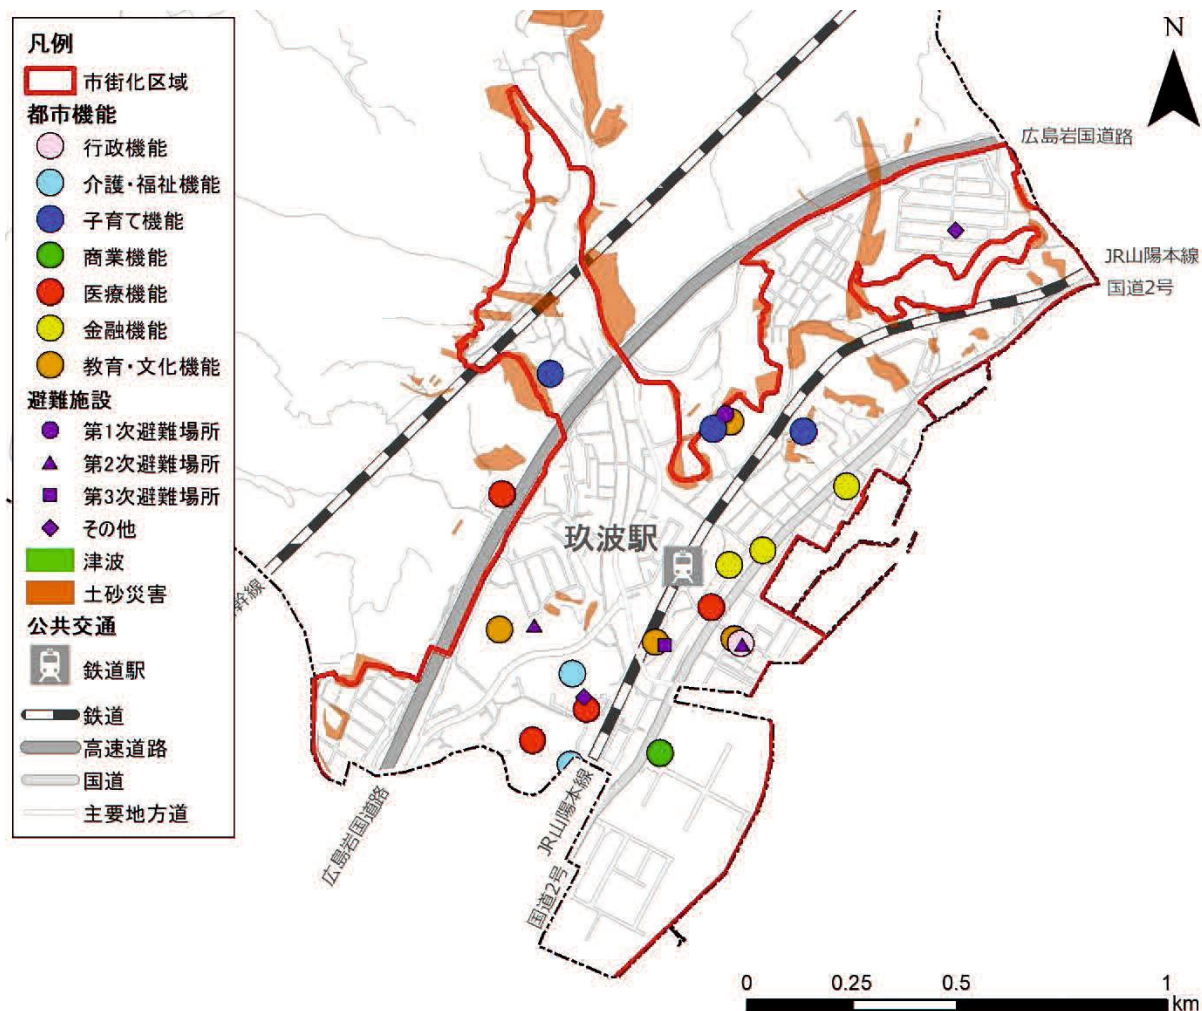 凡例
市街化区域
都市機能
行政機能
介護・福祉機能
子育て機能
商業機能
医療機能
金融機能
教育・文化機能
避難施設
第1次避難場所
第2次避難場所
第3次避難場所
その他
津波
土砂災害
公共交通
鉄道駅
鉄道
高速道路
国道
主要地方道
N
広島岩国道路
JR山陽本線
国道2号
玖波駅
幹線
広島岩国道路
JR山陽本線
国道2号
0 0.25 0.5 1
km